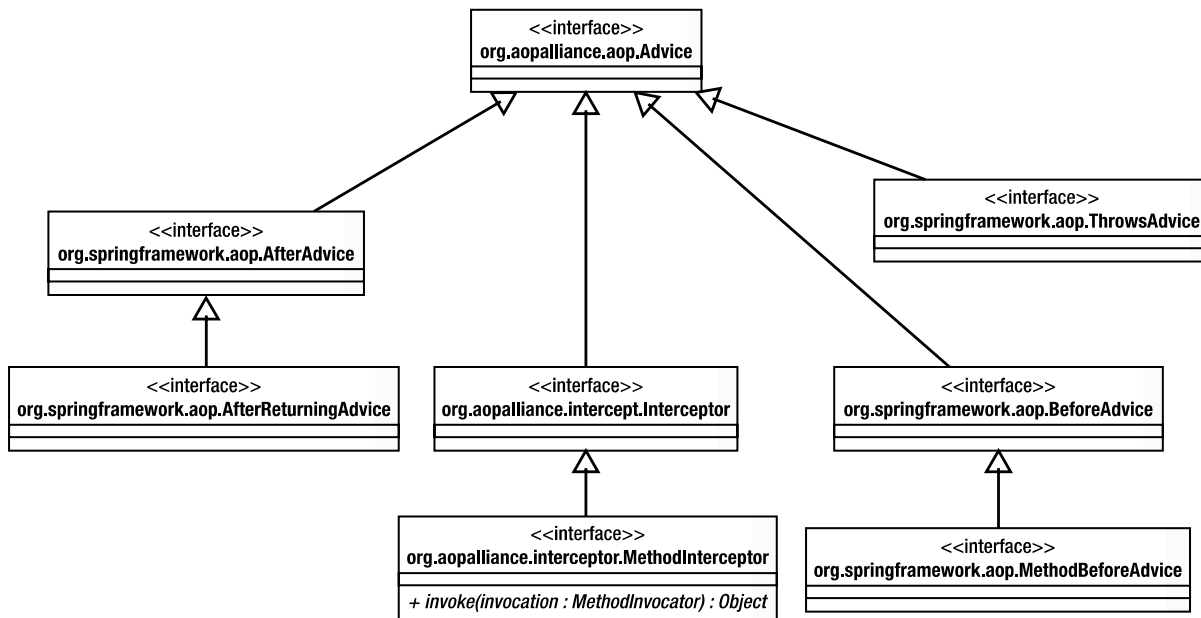 <<interface>>
org.aopalliance.aop.Advice
<<interface>>
org.springframework.aop.ThrowsAdvice
<<interface>>
org.springframework.aop.AfterAdvice
<<interface>>
org.springframework.aop.AfterReturningAdvice
<<interface>>
org.aopalliance.intercept.Interceptor
<<interface>>
org.springframework.aop.BeforeAdvice
<<interface>>
org.aopalliance.interceptor.MethodInterceptor
+ invoke(invocation : MethodInvocator) : Object
<<interface>>
org.springframework.aop.MethodBeforeAdvice